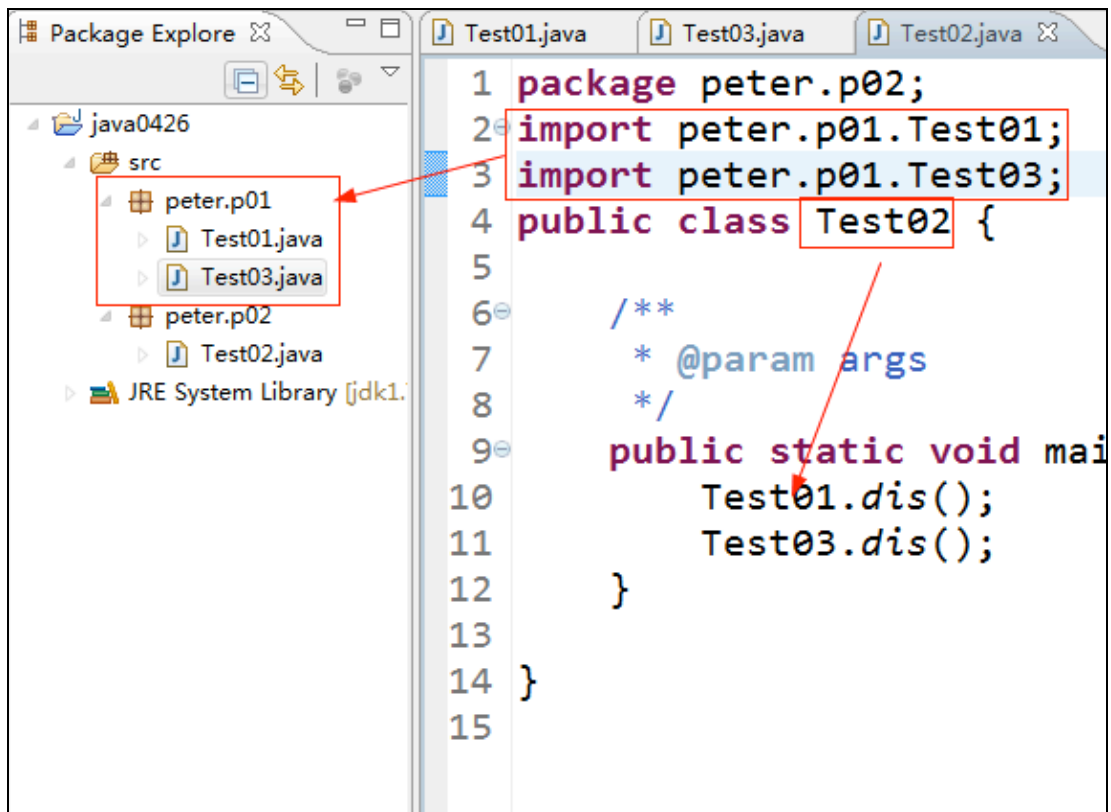 Package Explore
Test01.java
Test03.java
Test02.java
java0426
src
peter.p01
Test01.java
Test03.java
peter.p02
Test02.java
JRE System Library [jdk1.
1 package peter.p02;
2 import peter.p01.Test01;
3 import peter.p01.Test03;
4 public class Test02 {
5
6 /**
7 * @param args
8 */
9 public static void mai
10 Test01.dis();
11 Test03.dis();
12 }
13
14 }
15